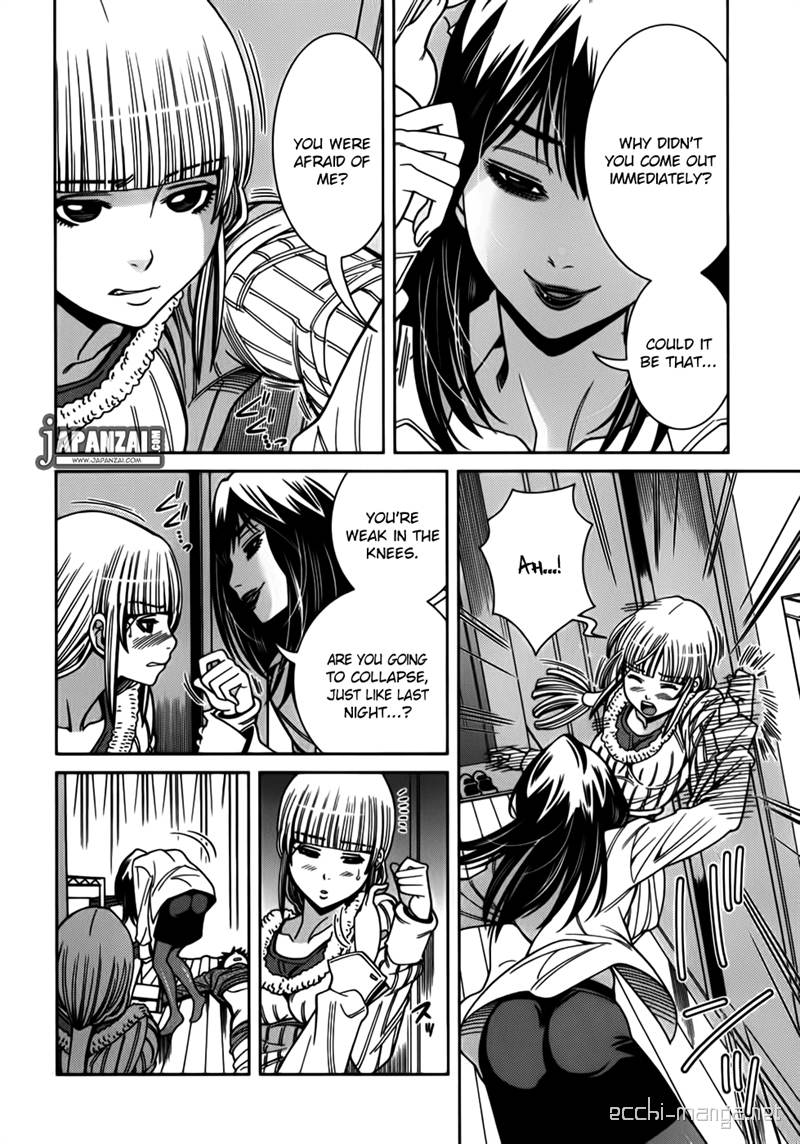 WHY DIDN'T
YOU COME OUT
IMMEDIATELY?
COULD IT
BE THAT...
YOU WERE
AFRAID OF
ME?
JAPANZAI.COM
WWW.JAPANZAI.COM
AH...!
YOU'RE
WEAK IN THE
KNEES.
ARE YOU GOING
TO COLLAPSE,
JUST LIKE LAST
NIGHT...?
ecchi-manga.net